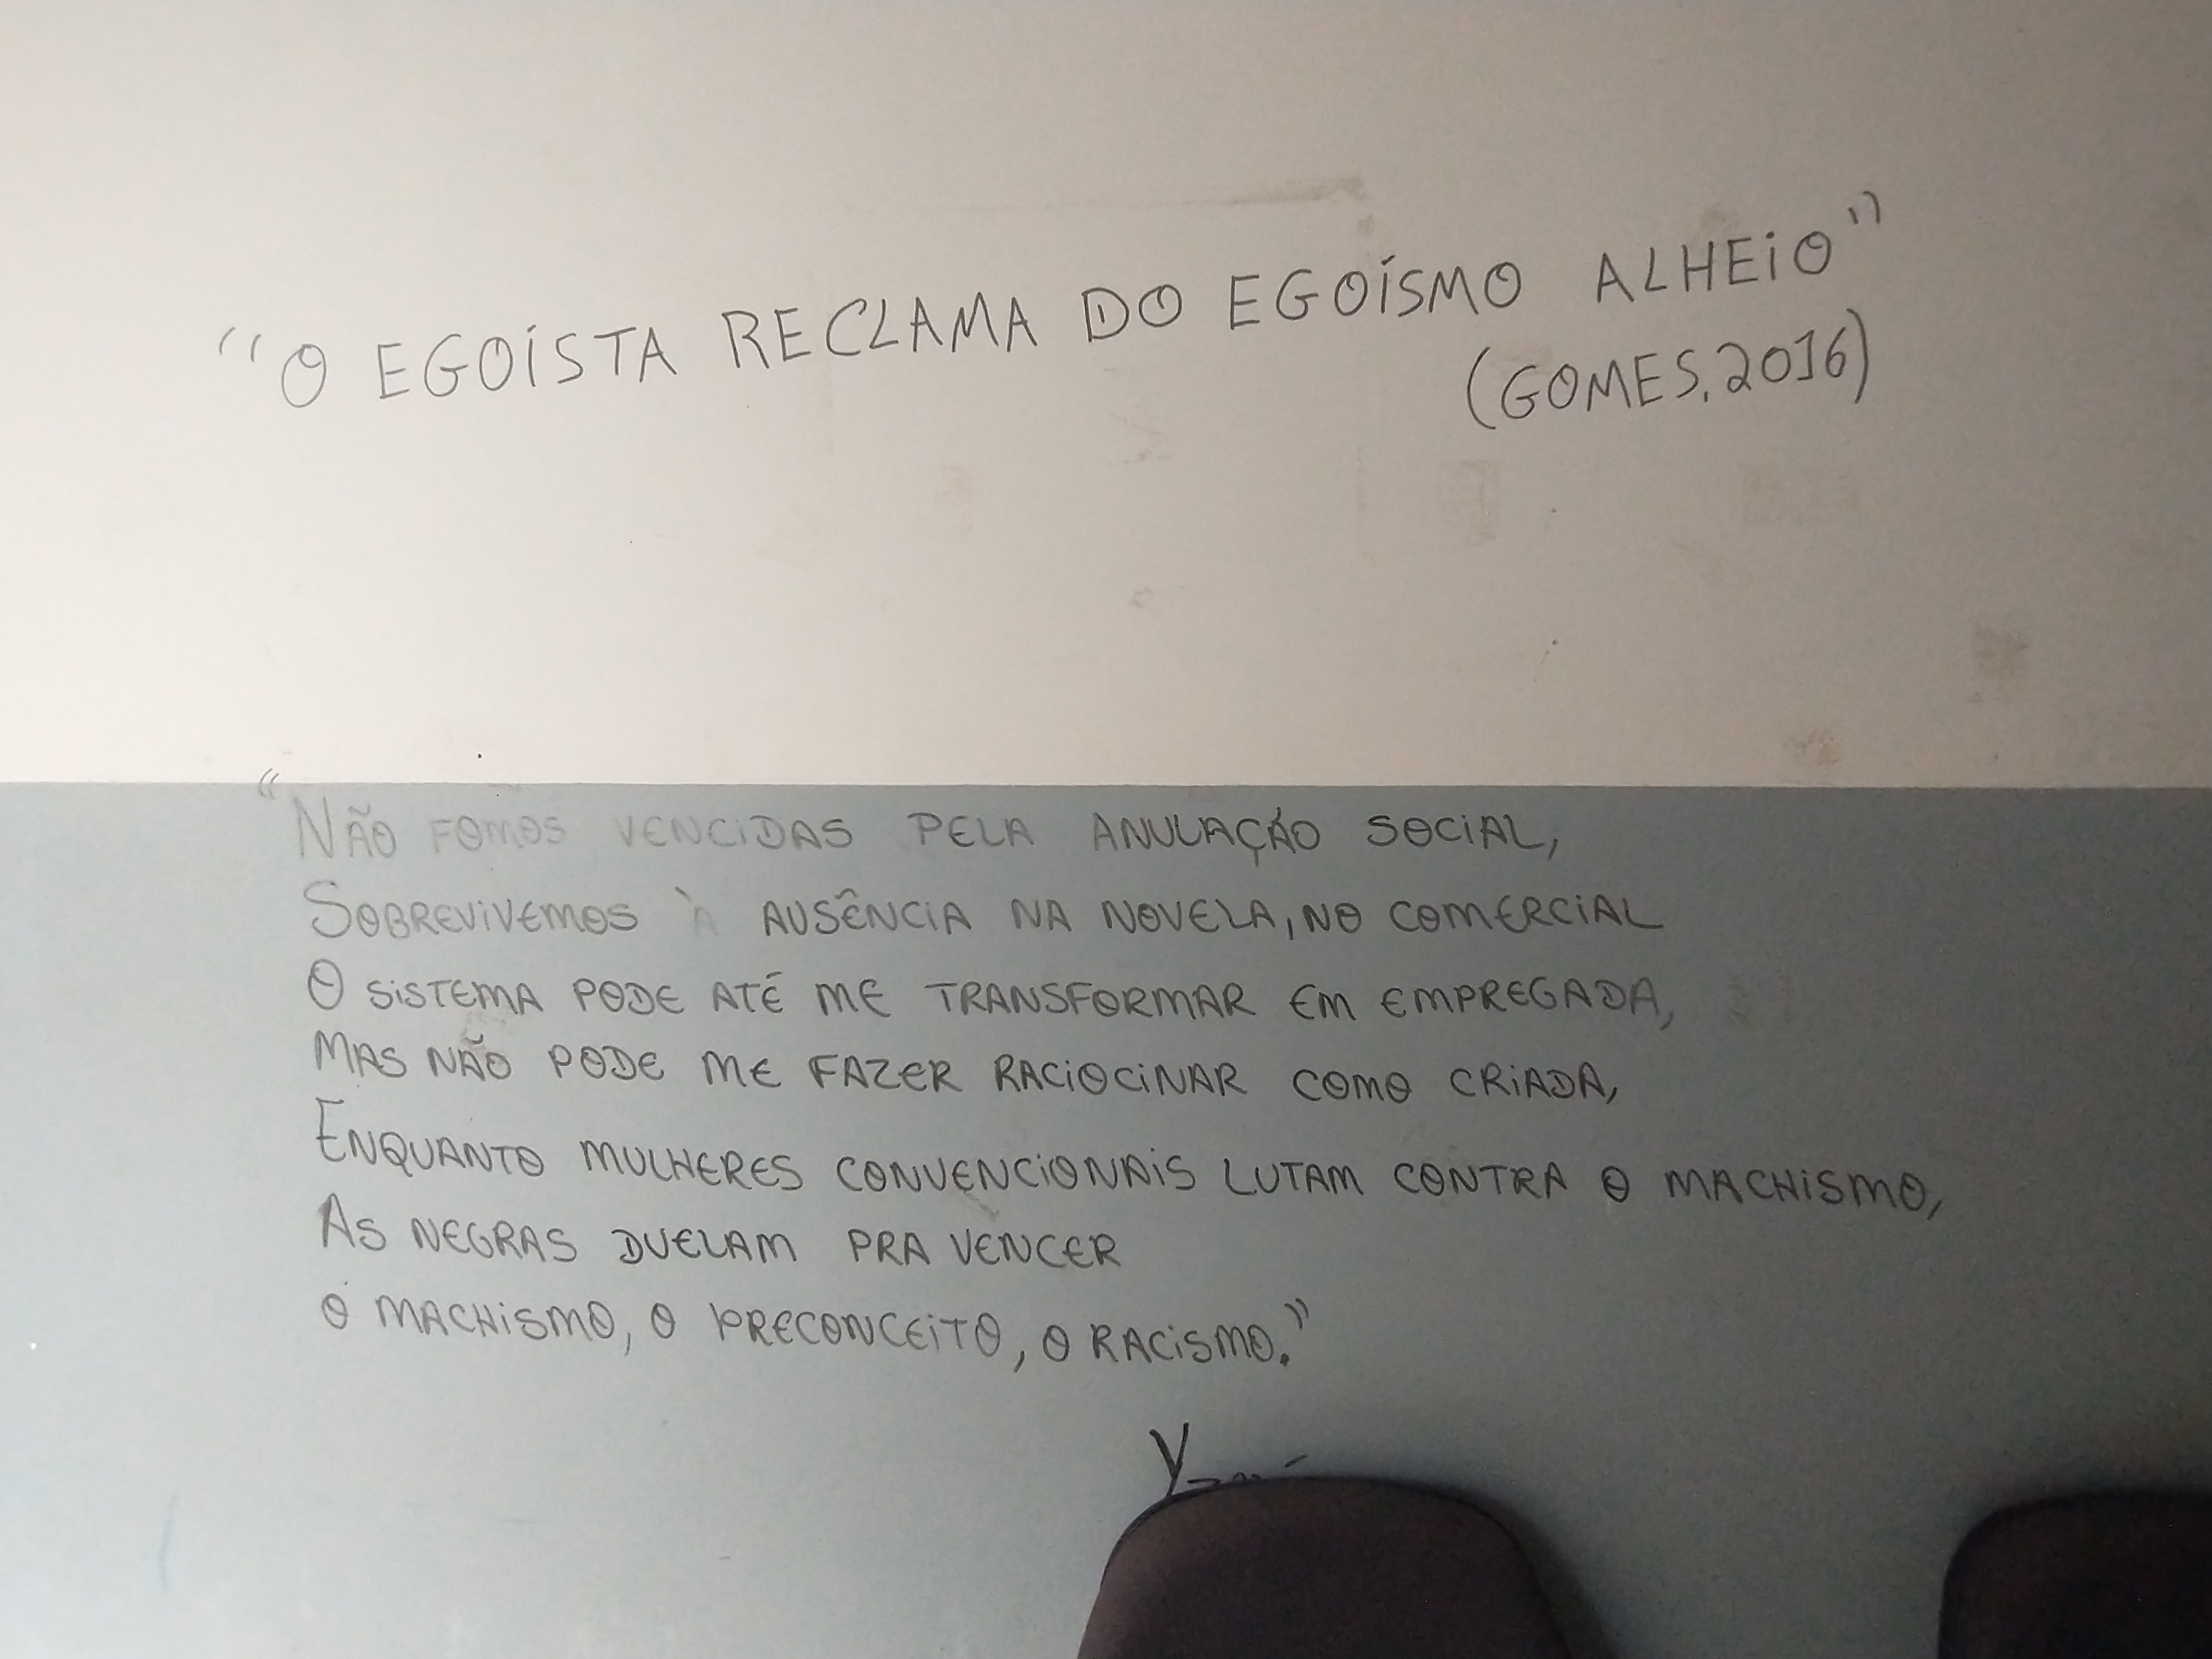 "O EGOÍSTA RECLAMA DO EGOÍSMO ALHEIO"
(GOMES, 2016)
"NÃO FOMOS VENCIDAS PELA ANULAÇÃO SOCIAL,
SOBREVIVEMOS À AUSÊNCIA NA NOVELA, NO COMERCIAL
O SISTEMA PODE ATÉ ME TRANSFORMAR EM EMPREGADA,
MAS NÃO PODE ME FAZER RACIOCINAR COMO CRIADA,
ENQUANTO MULHERES CONVENCIONAIS LUTAM CONTRA O MACHISMO,
AS NEGRAS DUELAM PRA VENCER
O MACHISMO, O PRECONCEITO, O RACISMO."